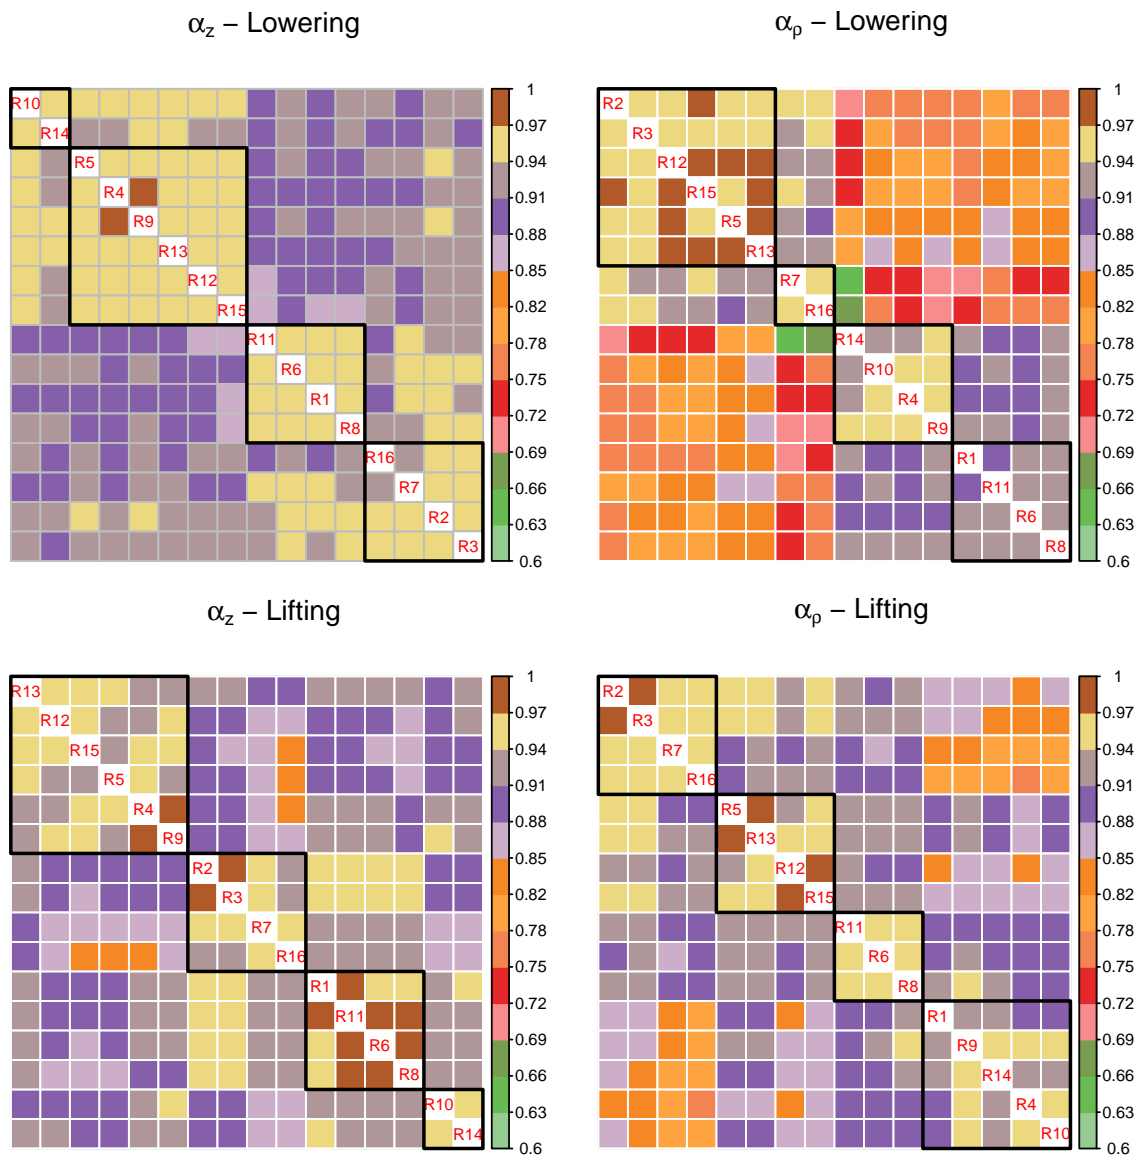 α_z – Lowering
R10
R14
R5
R4
R9
R13
R12
R15
R11
R6
R1
R8
R16
R7
R2
R3
1
0.97
0.94
0.91
0.88
0.85
0.82
0.78
0.75
0.72
0.69
0.66
0.63
0.6
α_ρ – Lowering
R2
R3
R12
R15
R5
R13
R7
R16
R14
R10
R4
R9
R1
R11
R6
R8
1
0.97
0.94
0.91
0.88
0.85
0.82
0.78
0.75
0.72
0.69
0.66
0.63
0.6
α_z – Lifting
R13
R12
R15
R5
R4
R9
R2
R3
R7
R16
R1
R11
R6
R8
R10
R14
1
0.97
0.94
0.91
0.88
0.85
0.82
0.78
0.75
0.72
0.69
0.66
0.63
0.6
α_ρ – Lifting
R2
R3
R7
R16
R5
R13
R12
R15
R11
R6
R8
R1
R9
R14
R4
R10
1
0.97
0.94
0.91
0.88
0.85
0.82
0.78
0.75
0.72
0.69
0.66
0.63
0.6